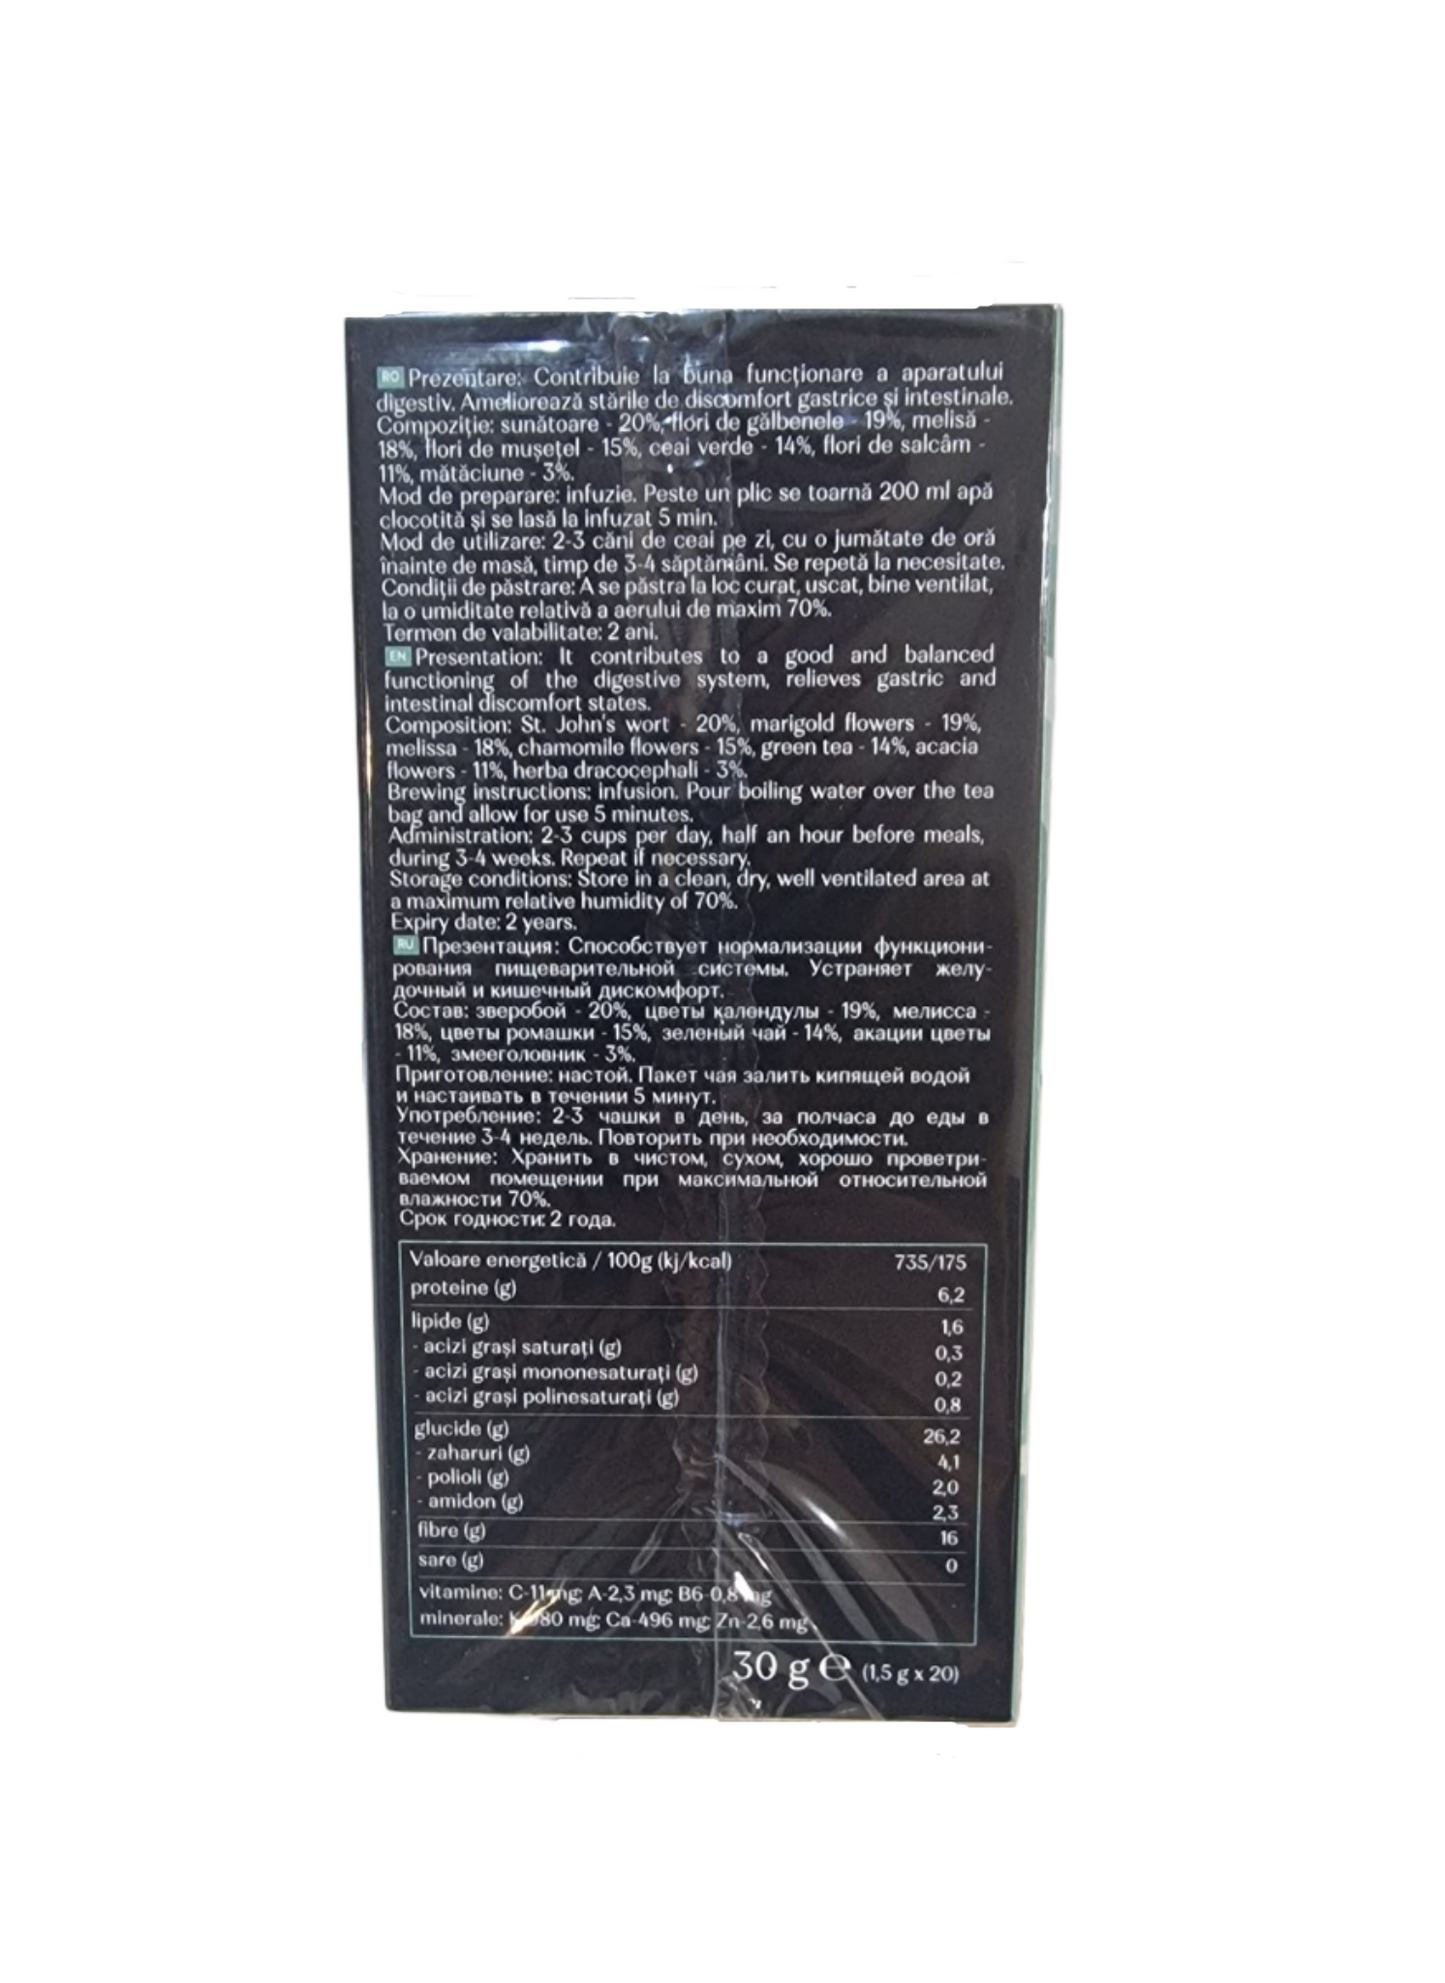 RO Prezentare: Contribuie la buna funcționare a aparatului
digestiv. Ameliorează stările de discomfort gastrice și intestinale.
Compoziție: sunătoare - 20%, flori de gălbenele - 19%, melisă -
18%, flori de mușețel - 15%, ceai verde - 14%, flori de salcâm -
11%, mătăciune - 3%.
Mod de preparare: infuzie. Peste un plic se toarnă 200 ml apă
clocotită și se lasă la infuzat 5 min.
Mod de utilizare: 2-3 căni de ceai pe zi, cu o jumătate de oră
înainte de masă, timp de 3-4 săptămâni. Se repetă la necesitate.
Condiții de păstrare: A se păstra la loc curat, uscat, bine ventilat,
la o umiditate relativă a aerului de maxim 70%.
Termen de valabilitate: 2 ani.
EN Presentation: It contributes to a good and balanced
functioning of the digestive system, relieves gastric and
intestinal discomfort states.
Composition: St. John's wort - 20%, marigold flowers - 19%,
melissa - 18%, chamomile flowers - 15%, green tea - 14%, acacia
flowers - 11%, herba dracocephali - 3%.
Brewing instructions: infusion. Pour boiling water over the tea
bag and allow for use 5 minutes.
Administration: 2-3 cups per day, half an hour before meals,
during 3-4 weeks. Repeat if necessary.
Storage conditions: Store in a clean, dry, well ventilated area at
a maximum relative humidity of 70%.
Expiry date: 2 years.
RU Презентация: Способствует нормализации функциони-
рования пищеварительной системы. Устраняет желу-
дочный и кишечный дискомфорт.
Состав: зверобой - 20%, цветы календулы - 19%, мелисса -
18%, цветы ромашки - 15%, зеленый чай - 14%, акации цветы
- 11%, змееголовник - 3%.
Приготовление: настой. Пакет чая залить кипящей водой
и настаивать в течении 5 минут.
Употребление: 2-3 чашки в день, за полчаса до еды в
течение 3-4 недель. Повторить при необходимости.
Хранение: Хранить в чистом, сухом, хорошо проветри-
ваемом помещении при максимальной относительной
влажности 70%.
Срок годности: 2 года.
Valoare energetică / 100g (kj/kcal) 735/175
proteine (g) 6,2
lipide (g) 1,6
- acizi grași saturați (g) 0,3
- acizi grași mononesaturați (g) 0,2
- acizi grași polinesaturați (g) 0,8
glucide (g) 26,2
- zaharuri (g) 4,1
- polioli (g) 2,0
- amidon (g) 2,3
fibre (g) 16
sare (g) 0
vitamine: C-11mg; A-2,3 mg; B6-0,8 mg
minerale: mg; Ca-496 mg; Zn-2,6 mg
30 g e (1,5 g x 20)